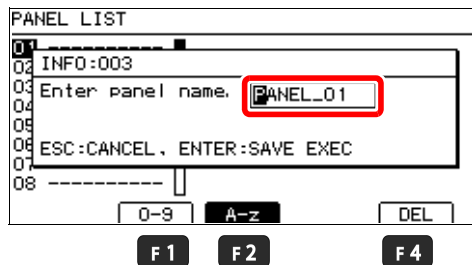 PANEL LIST
01 ----------
02
INFO:003
03
Enter panel name. PANEL_01
04
05
06
ESC:CANCEL, ENTER:SAVE EXEC
07
08 ----------
0-9 A-z DEL
F1 F2 F4